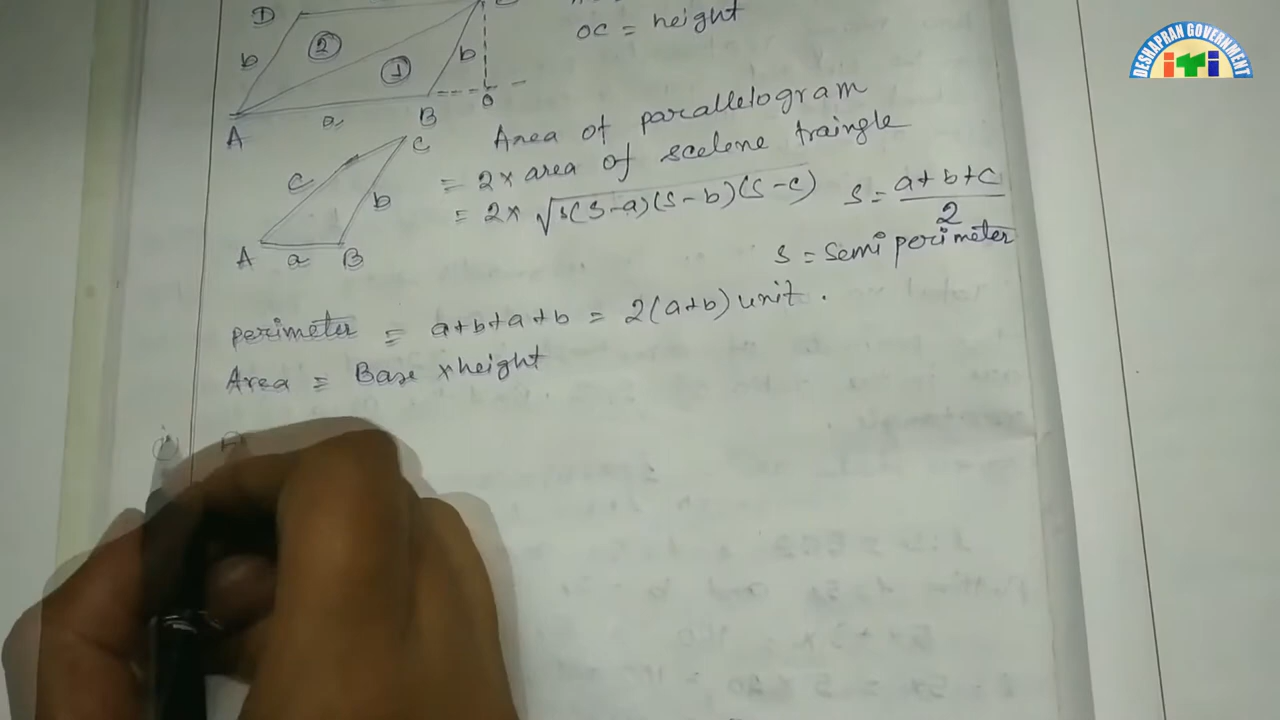 DESHAPRAN GOVERNMENT
iTi
D
OC = height
b
2
1
b
A
a
B
O
C
Area of parallelogram
= 2 × area of scelene traingle
= 2 × √s(s-a)(s-b)(s-c) s = a+b+c / 2
c
b
A a B
s = semi perimeter
perimeter = a+b+a+b = 2(a+b) unit.
Area = Base × height